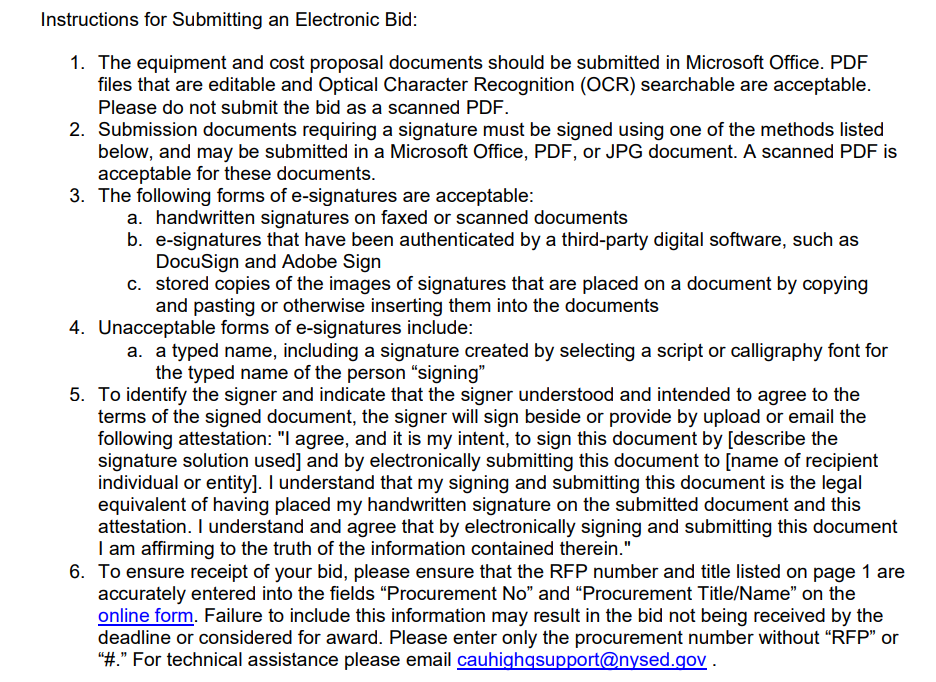 Instructions for Submitting an Electronic Bid:
1. The equipment and cost proposal documents should be submitted in Microsoft Office. PDF
files that are editable and Optical Character Recognition (OCR) searchable are acceptable.
Please do not submit the bid as a scanned PDF.
2. Submission documents requiring a signature must be signed using one of the methods listed
below, and may be submitted in a Microsoft Office, PDF, or JPG document. A scanned PDF is
acceptable for these documents.
3. The following forms of e-signatures are acceptable:
a. handwritten signatures on faxed or scanned documents
b. e-signatures that have been authenticated by a third-party digital software, such as
DocuSign and Adobe Sign
c. stored copies of the images of signatures that are placed on a document by copying
and pasting or otherwise inserting them into the documents
4. Unacceptable forms of e-signatures include:
a. a typed name, including a signature created by selecting a script or calligraphy font for
the typed name of the person “signing”
5. To identify the signer and indicate that the signer understood and intended to agree to the
terms of the signed document, the signer will sign beside or provide by upload or email the
following attestation: "I agree, and it is my intent, to sign this document by [describe the
signature solution used] and by electronically submitting this document to [name of recipient
individual or entity]. I understand that my signing and submitting this document is the legal
equivalent of having placed my handwritten signature on the submitted document and this
attestation. I understand and agree that by electronically signing and submitting this document
I am affirming to the truth of the information contained therein."
6. To ensure receipt of your bid, please ensure that the RFP number and title listed on page 1 are
accurately entered into the fields “Procurement No” and “Procurement Title/Name” on the
online form. Failure to include this information may result in the bid not being received by the
deadline or considered for award. Please enter only the procurement number without “RFP” or
“#.” For technical assistance please email cauhighqsupport@nysed.gov .